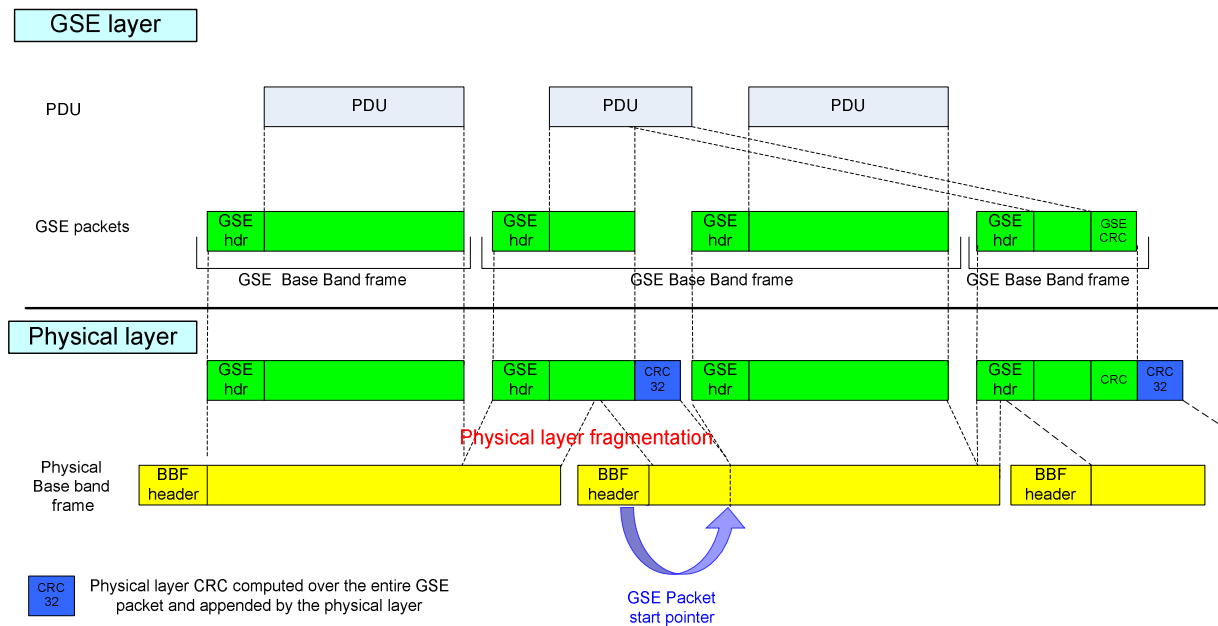 GSE layer
PDU
PDU
PDU
PDU
GSE packets
GSE
hdr
GSE
hdr
GSE
hdr
GSE
hdr
GSE
CRC
GSE Base Band frame
GSE Base Band frame
GSE Base Band frame
Physical layer
GSE
hdr
GSE
hdr
CRC
32
GSE
hdr
GSE
hdr
CRC
CRC
32
Physical layer fragmentation
Physical
Base band
frame
BBF
header
BBF
header
BBF
header
CRC
32
Physical layer CRC computed over the entire GSE
packet and appended by the physical layer
GSE Packet
start pointer